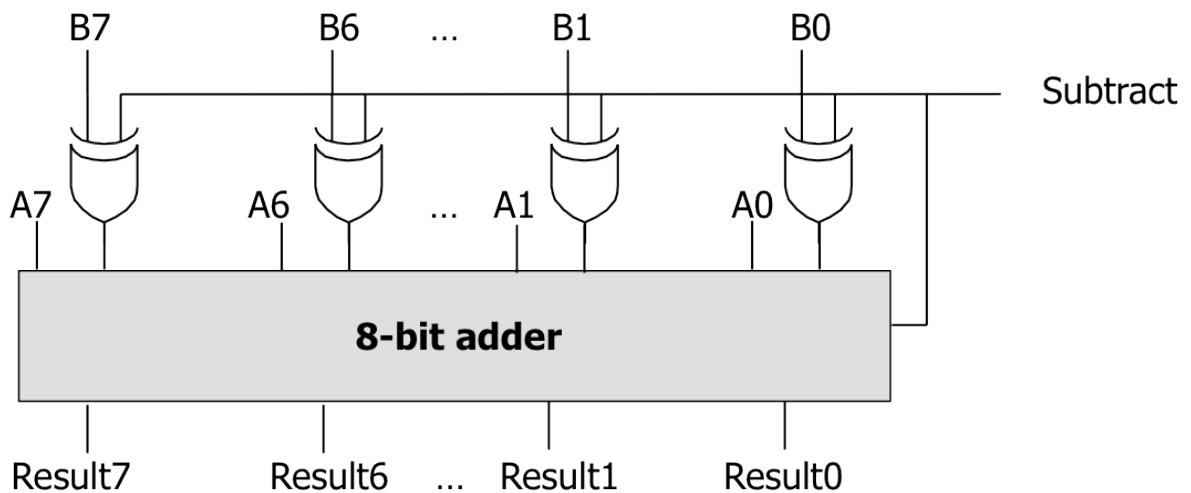 B7 B6 ... B1 B0
Subtract
A7 A6 ... A1 A0
8-bit adder
Result7 Result6 ... Result1 Result0